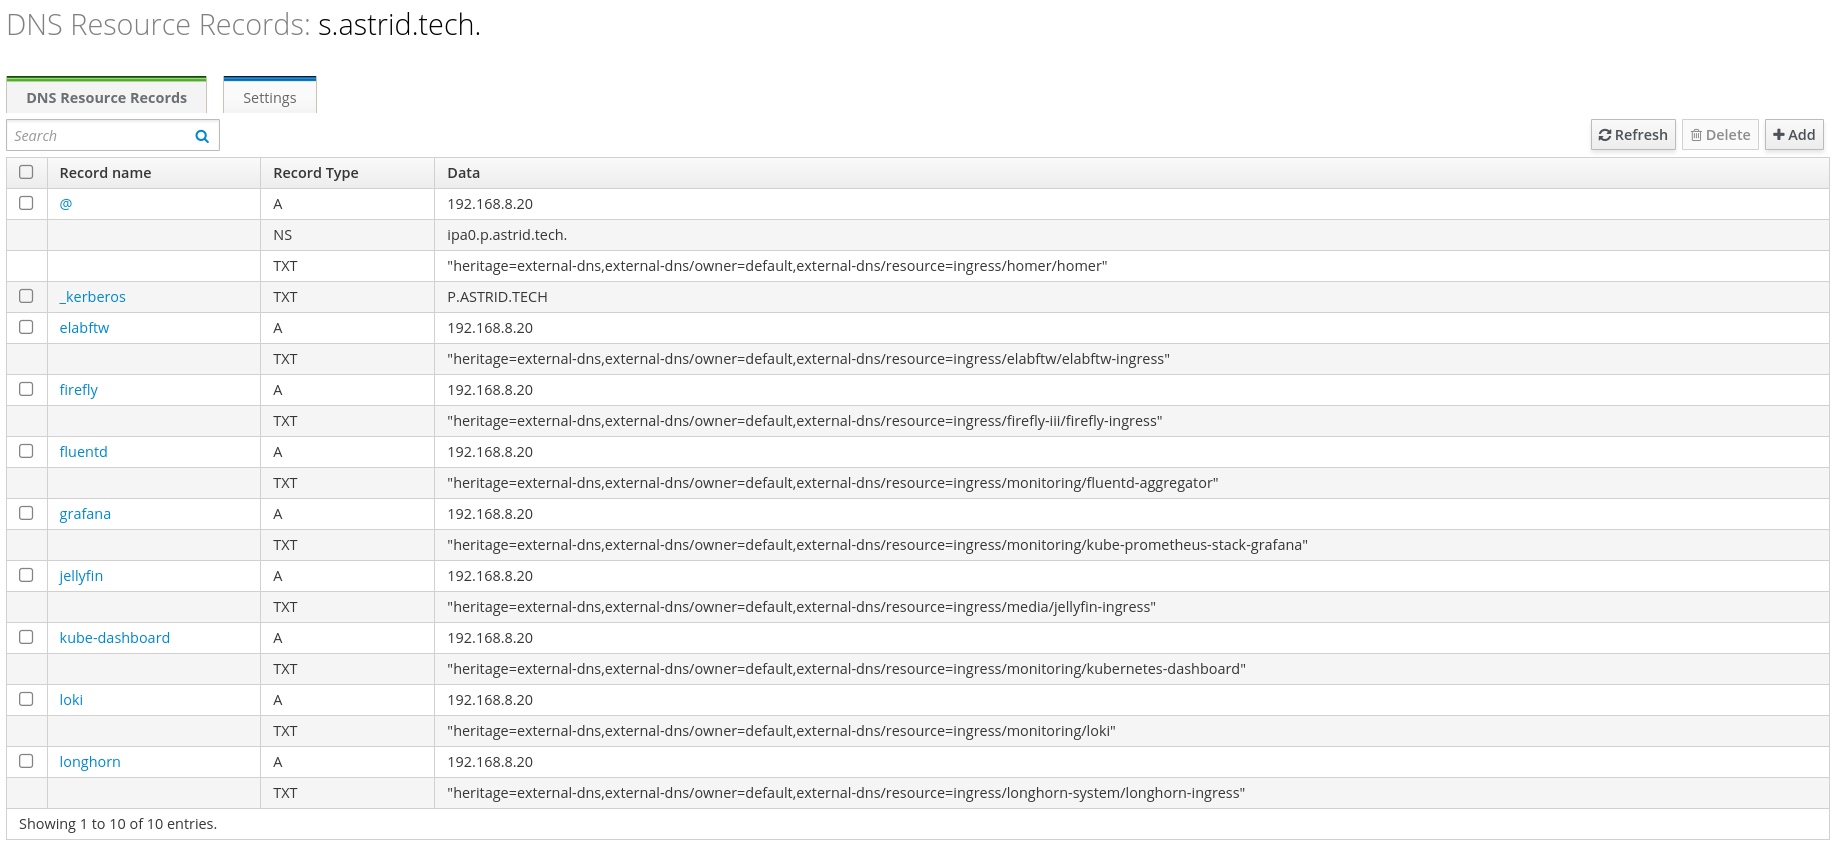 DNS Resource Records: s.astrid.tech.
DNS Resource Records Settings
Search Refresh Delete Add
Record name Record Type Data
@ A 192.168.8.20
NS ipa0.p.astrid.tech.
TXT "heritage=external-dns,external-dns/owner=default,external-dns/resource=ingress/homer/homer"
_kerberos TXT P.ASTRID.TECH
elabftw A 192.168.8.20
TXT "heritage=external-dns,external-dns/owner=default,external-dns/resource=ingress/elabftw/elabftw-ingress"
firefly A 192.168.8.20
TXT "heritage=external-dns,external-dns/owner=default,external-dns/resource=ingress/firefly-iii/firefly-ingress"
fluentd A 192.168.8.20
TXT "heritage=external-dns,external-dns/owner=default,external-dns/resource=ingress/monitoring/fluentd-aggregator"
grafana A 192.168.8.20
TXT "heritage=external-dns,external-dns/owner=default,external-dns/resource=ingress/monitoring/kube-prometheus-stack-grafana"
jellyfin A 192.168.8.20
TXT "heritage=external-dns,external-dns/owner=default,external-dns/resource=ingress/media/jellyfin-ingress"
kube-dashboard A 192.168.8.20
TXT "heritage=external-dns,external-dns/owner=default,external-dns/resource=ingress/monitoring/kubernetes-dashboard"
loki A 192.168.8.20
TXT "heritage=external-dns,external-dns/owner=default,external-dns/resource=ingress/monitoring/loki"
longhorn A 192.168.8.20
TXT "heritage=external-dns,external-dns/owner=default,external-dns/resource=ingress/longhorn-system/longhorn-ingress"
Showing 1 to 10 of 10 entries.